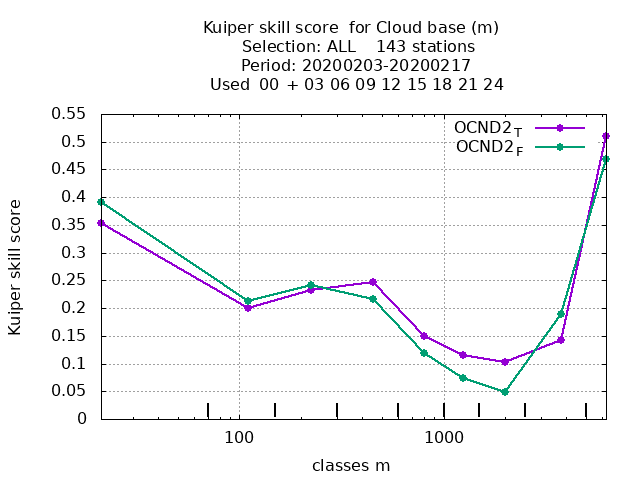 Kuiper skill score  for Cloud base (m)
Selection: ALL    143 stations
Period: 20200203-20200217
Used  00 + 03 06 09 12 15 18 21 24
OCND2T
OCND2F
0.55
0.5
0.45
0.4
0.35
0.3
0.25
0.2
0.15
0.1
0.05
0
Kuiper skill score
100
1000
classes m